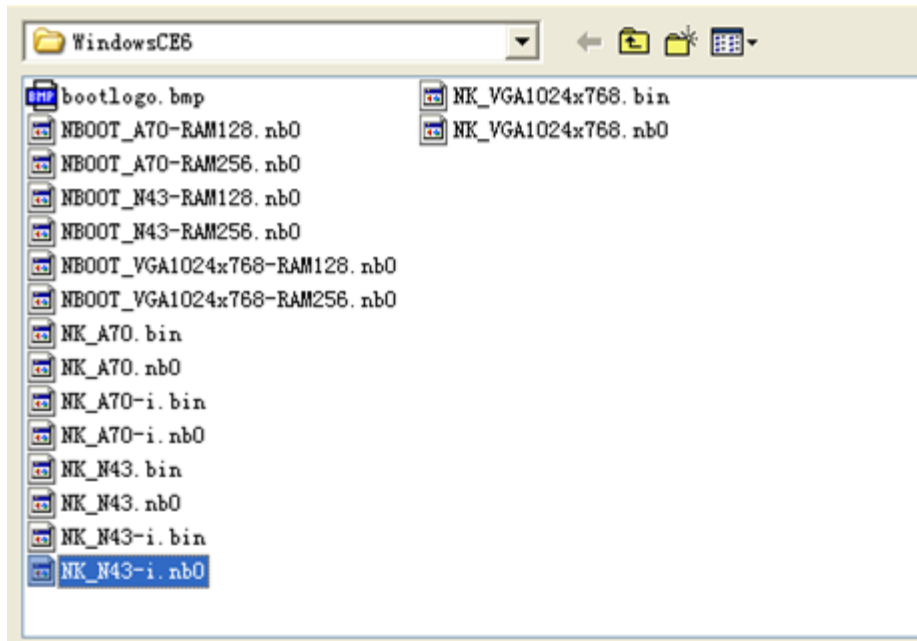 WindowsCE6
BMP
bootlogo.bmp
NBOOT_A70-RAM128.nb0
NBOOT_A70-RAM256.nb0
NBOOT_N43-RAM128.nb0
NBOOT_N43-RAM256.nb0
NBOOT_VGA1024x768-RAM128.nb0
NBOOT_VGA1024x768-RAM256.nb0
NK_A70.bin
NK_A70.nb0
NK_A70-i.bin
NK_A70-i.nb0
NK_N43.bin
NK_N43.nb0
NK_N43-i.bin
NK_N43-i.nb0
NK_VGA1024x768.bin
NK_VGA1024x768.nb0